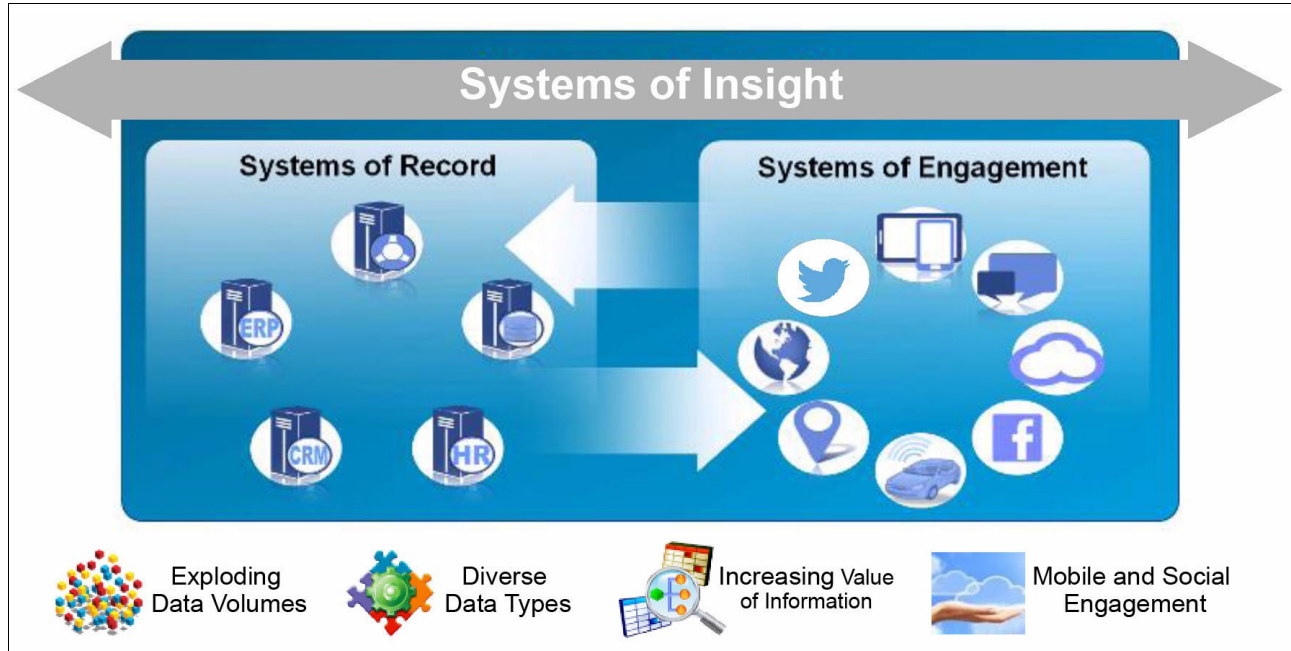 Systems of Insight
Systems of Record
Systems of Engagement
ERP
CRM
HR
f
Exploding
Data Volumes
Diverse
Data Types
Increasing Value
of Information
Mobile and Social
Engagement